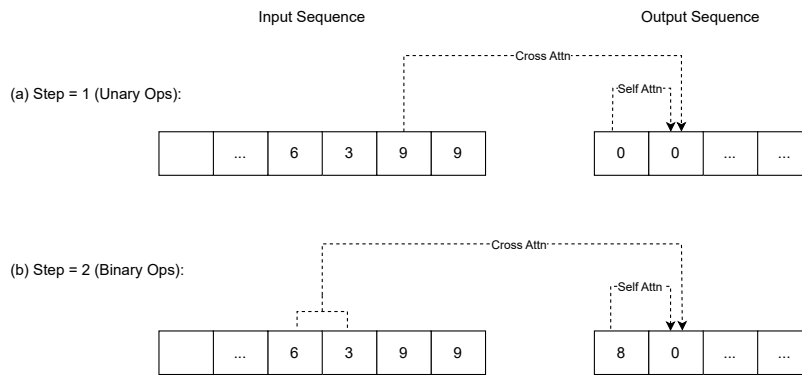 Input Sequence Output Sequence
Cross Attn
(a) Step = 1 (Unary Ops):
Self Attn
... 6 3 9 9 0 0 ... ...
Cross Attn
(b) Step = 2 (Binary Ops):
Self Attn
... 6 3 9 9 8 0 ... ...